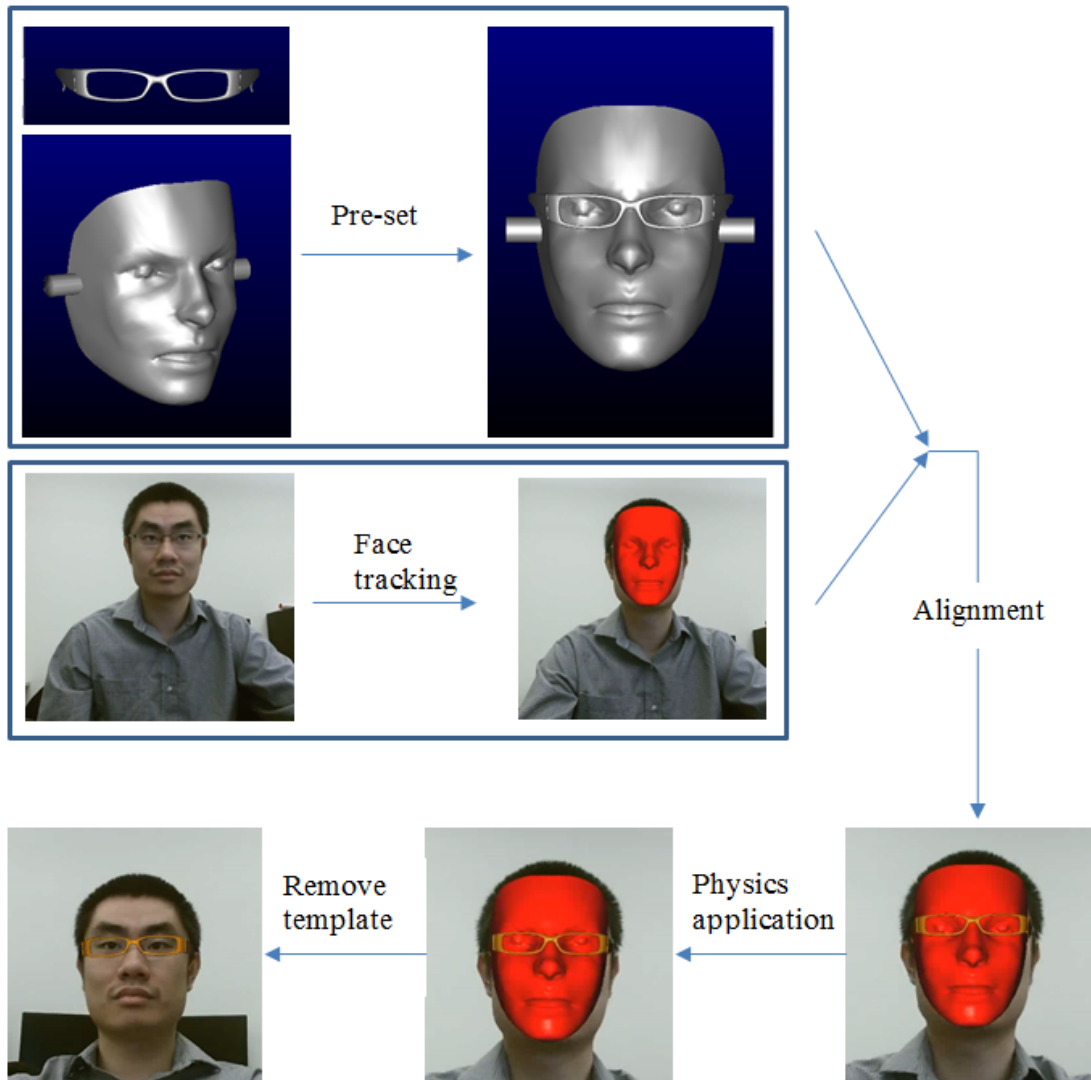 Pre-set
Face
tracking
Alignment
Physics
application
Remove
template